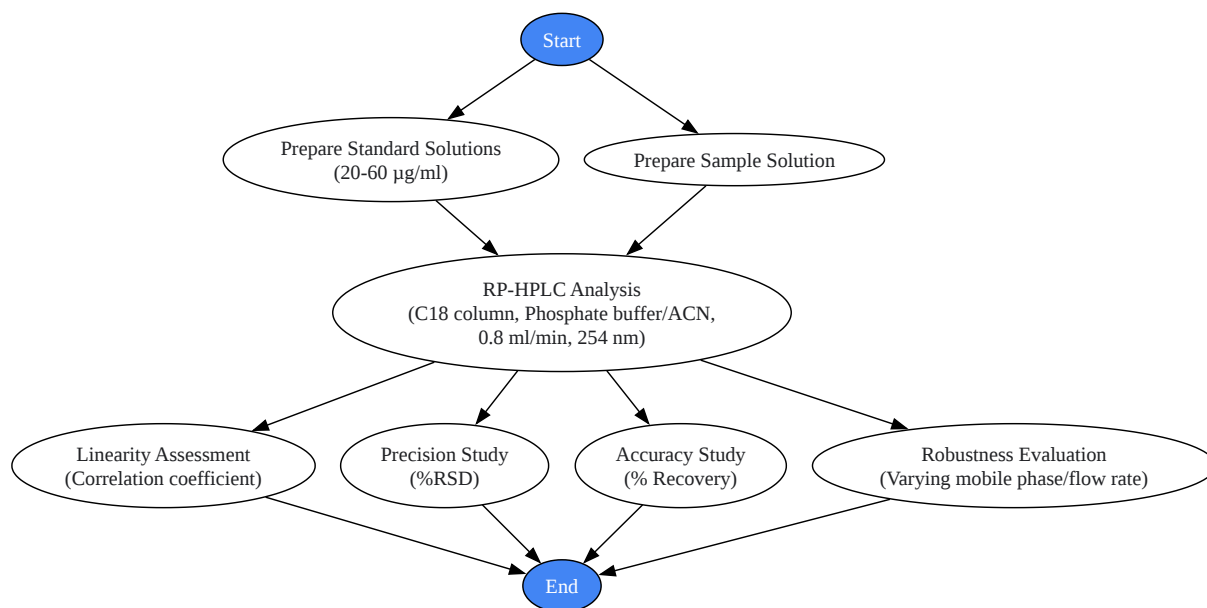 Start
Prepare Standard Solutions
(20-60 µg/ml)
Prepare Sample Solution
RP-HPLC Analysis
(C18 column, Phosphate buffer/ACN,
0.8 ml/min, 254 nm)
Linearity Assessment
(Correlation coefficient)
Precision Study
(%RSD)
Accuracy Study
(% Recovery)
Robustness Evaluation
(Varying mobile phase/flow rate)
End